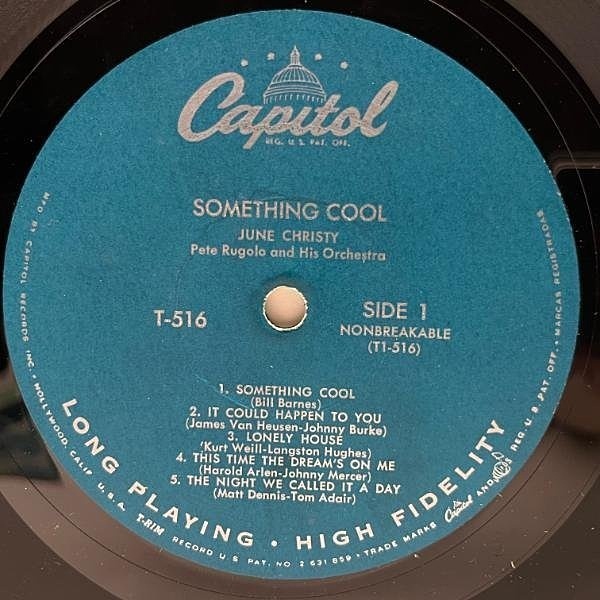 Capitol
REG. U.S. PAT. OFF.
SOMETHING COOL
JUNE CHRISTY
Pete Rugolo and His Orchestra
T-516
SIDE 1
NONBREAKABLE
(T1-516)
1. SOMETHING COOL
(Bill Barnes)
2. IT COULD HAPPEN TO YOU
(James Van Heusen-Johnny Burke)
3. LONELY HOUSE
(Kurt Weill-Langston Hughes)
4. THIS TIME THE DREAM'S ON ME
(Harold Arlen-Johnny Mercer)
5. THE NIGHT WE CALLED IT A DAY
(Matt Dennis-Tom Adair)
LONG PLAYING • HIGH FIDELITY
MFD. BY CAPITOL RECORDS INC. • HOLLYWOOD, CALIF. U.S.A. T-RIM RECORD U.S. PAT. NO. 2 631 859 • TRADE MARKS Capitol AND REG. U.S. PAT. OFF. • MARCAS REGISTRADAS